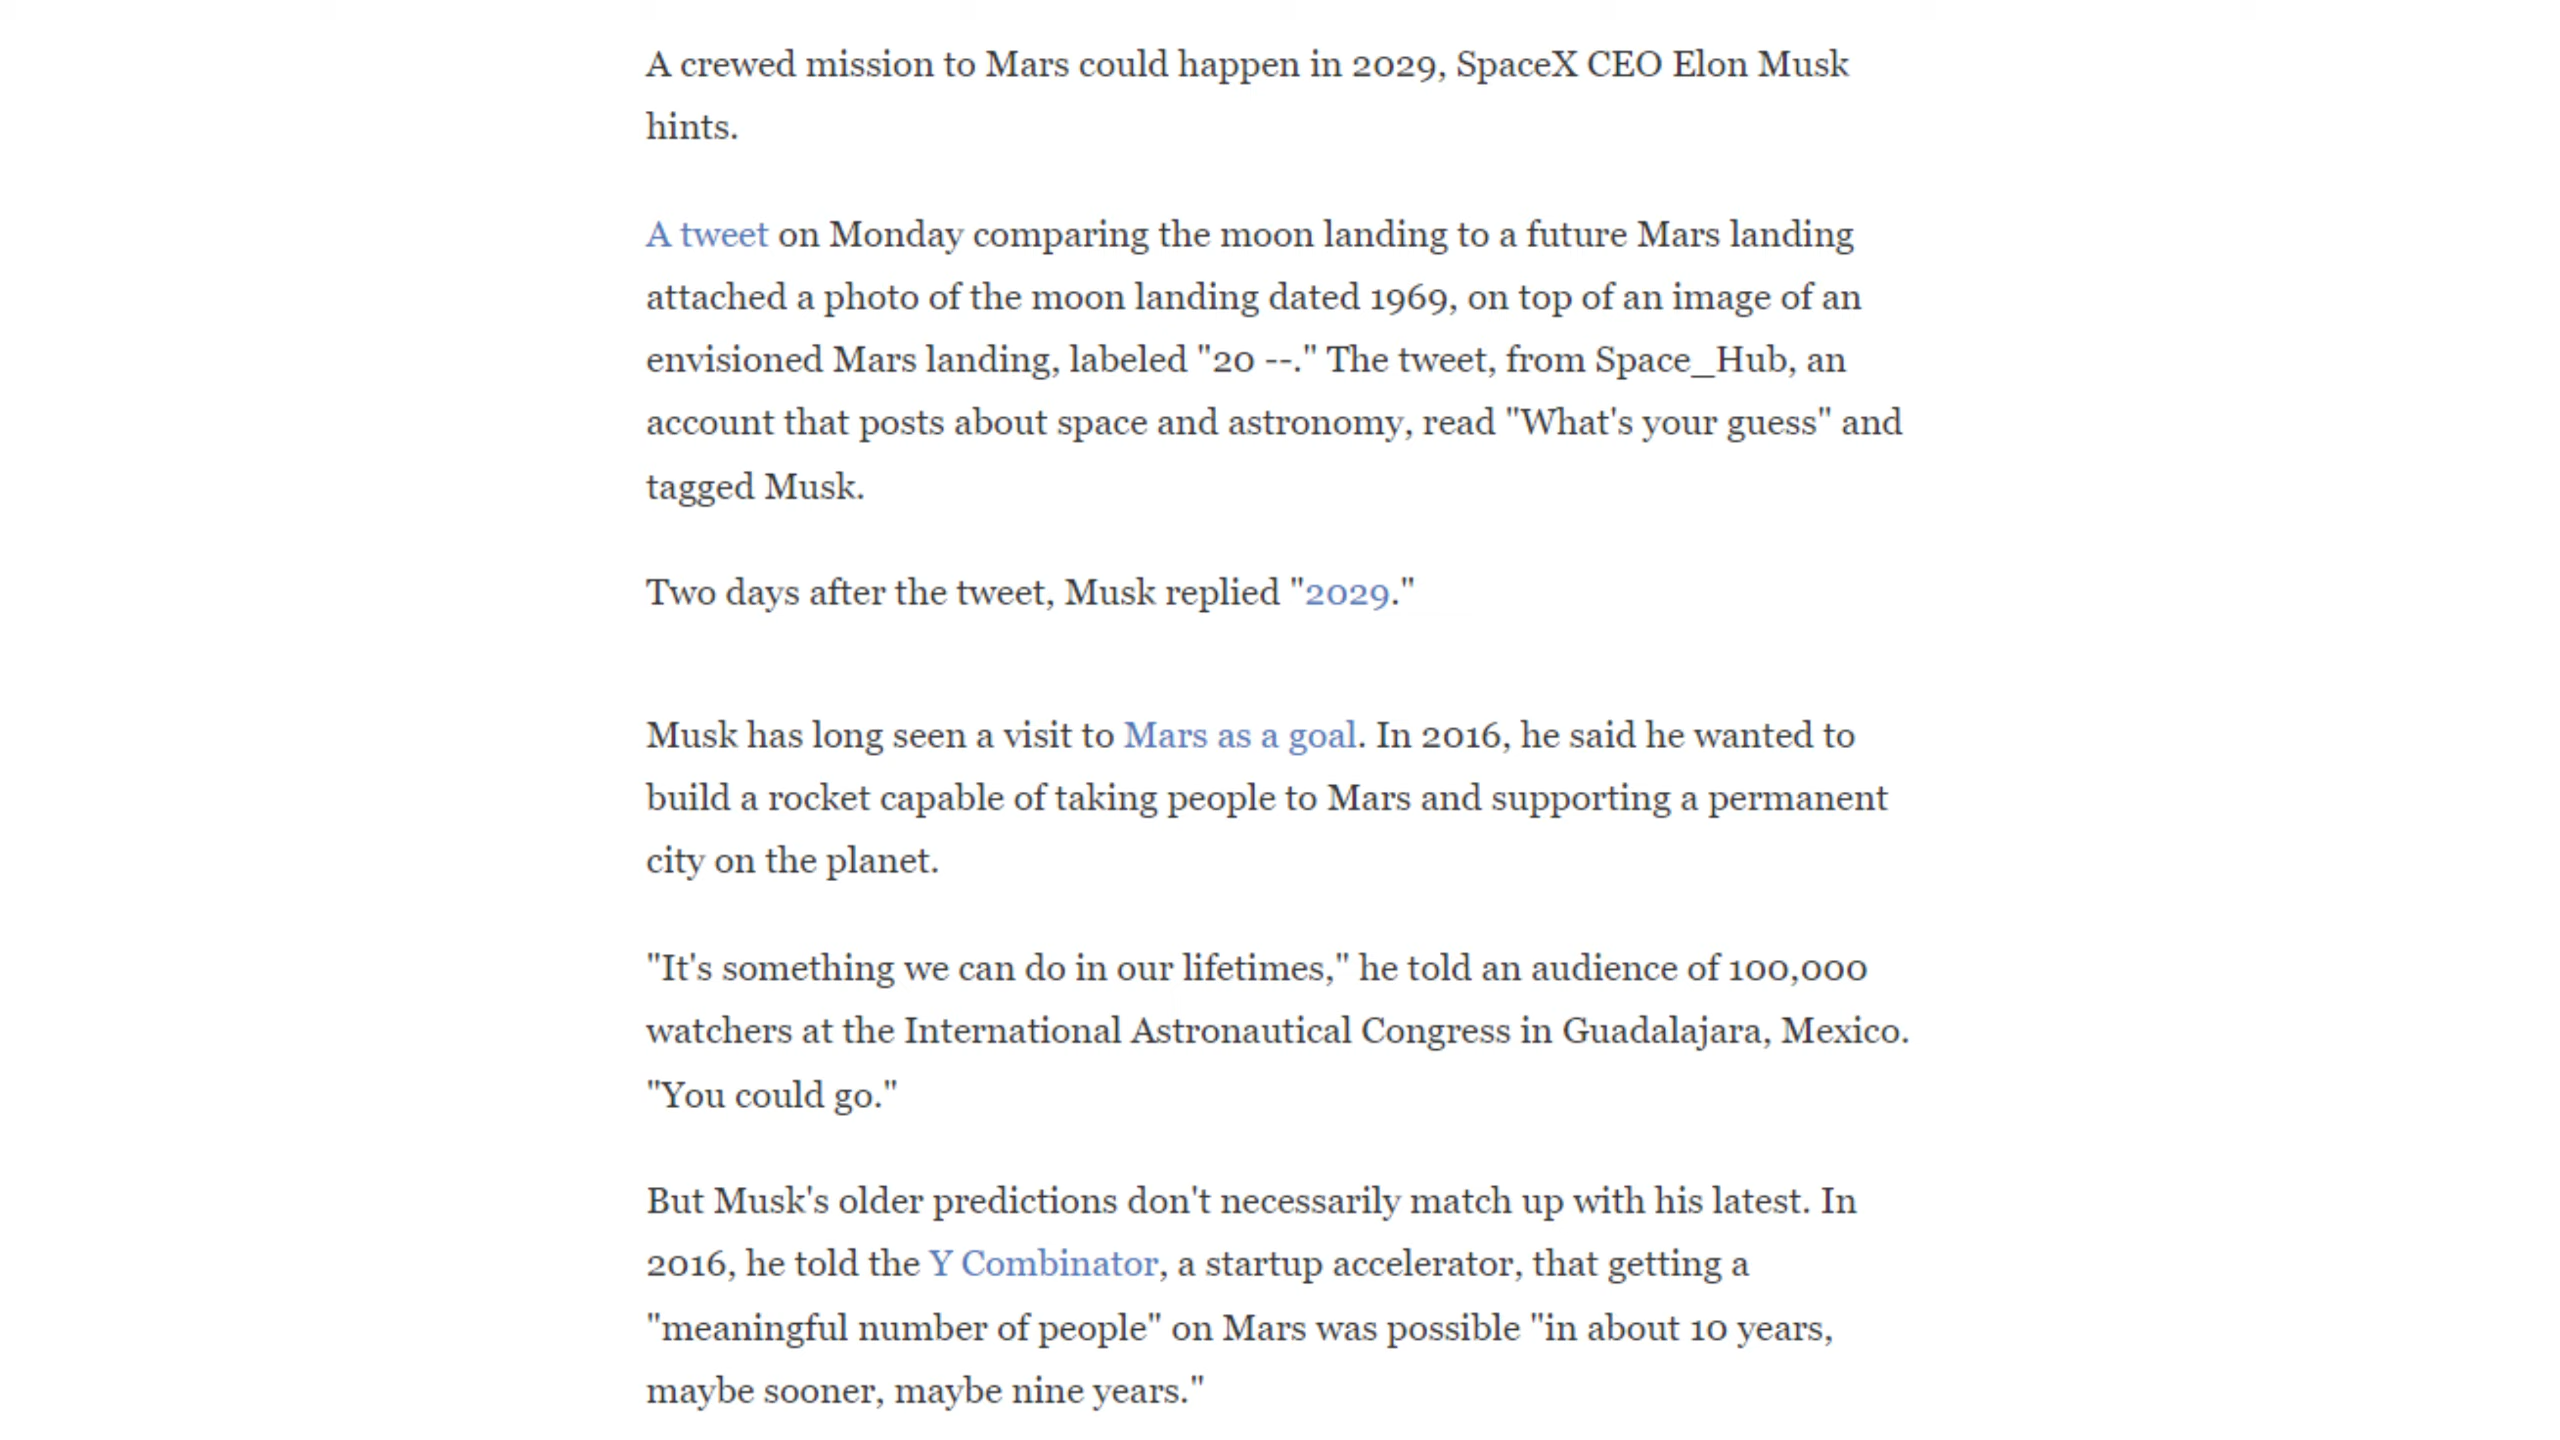 A crewed mission to Mars could happen in 2029, SpaceX CEO Elon Musk
hints.
A tweet on Monday comparing the moon landing to a future Mars landing
attached a photo of the moon landing dated 1969, on top of an image of an
envisioned Mars landing, labeled "20 --." The tweet, from Space_Hub, an
account that posts about space and astronomy, read "What's your guess" and
tagged Musk.
Two days after the tweet, Musk replied "2029."
Musk has long seen a visit to Mars as a goal. In 2016, he said he wanted to
build a rocket capable of taking people to Mars and supporting a permanent
city on the planet.
"It's something we can do in our lifetimes," he told an audience of 100,000
watchers at the International Astronautical Congress in Guadalajara, Mexico.
"You could go."
But Musk's older predictions don't necessarily match up with his latest. In
2016, he told the Y Combinator, a startup accelerator, that getting a
"meaningful number of people" on Mars was possible "in about 10 years,
maybe sooner, maybe nine years."